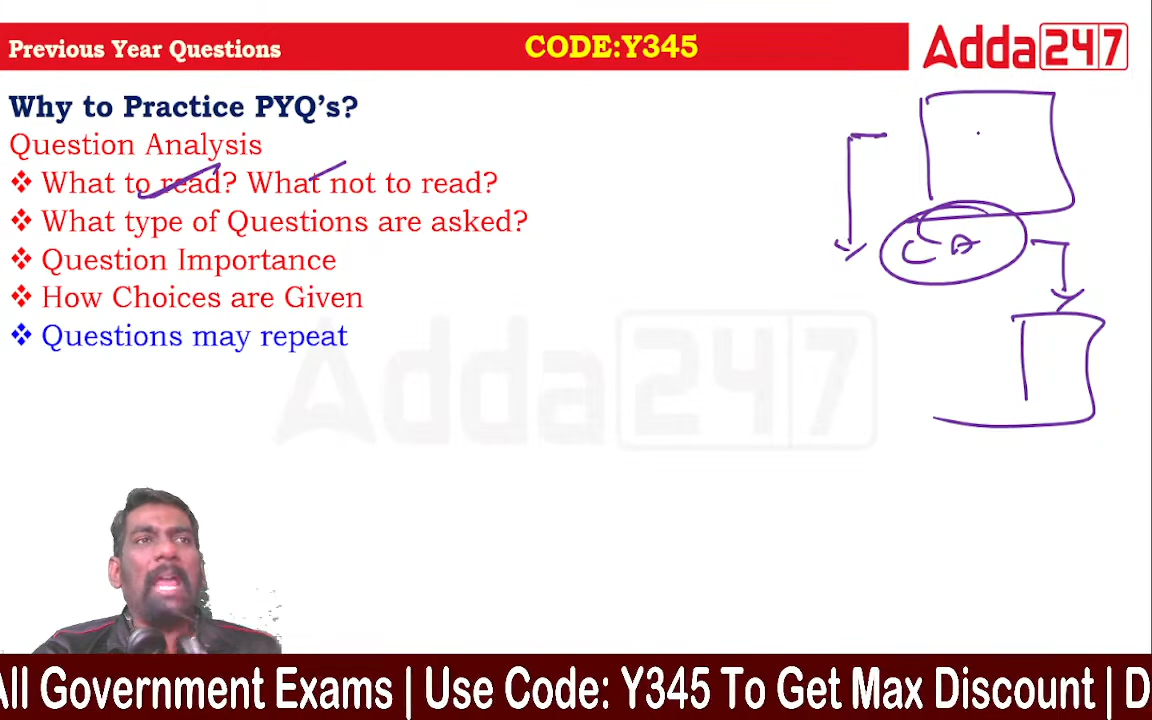 Previous Year Questions
CODE:Y345
Adda247
Why to Practice PYQ's?
Question Analysis
❖ What to read? What not to read?
❖ What type of Questions are asked?
❖ Question Importance
❖ How Choices are Given
❖ Questions may repeat
Adda247
CA
All Government Exams | Use Code: Y345 To Get Max Discount | D